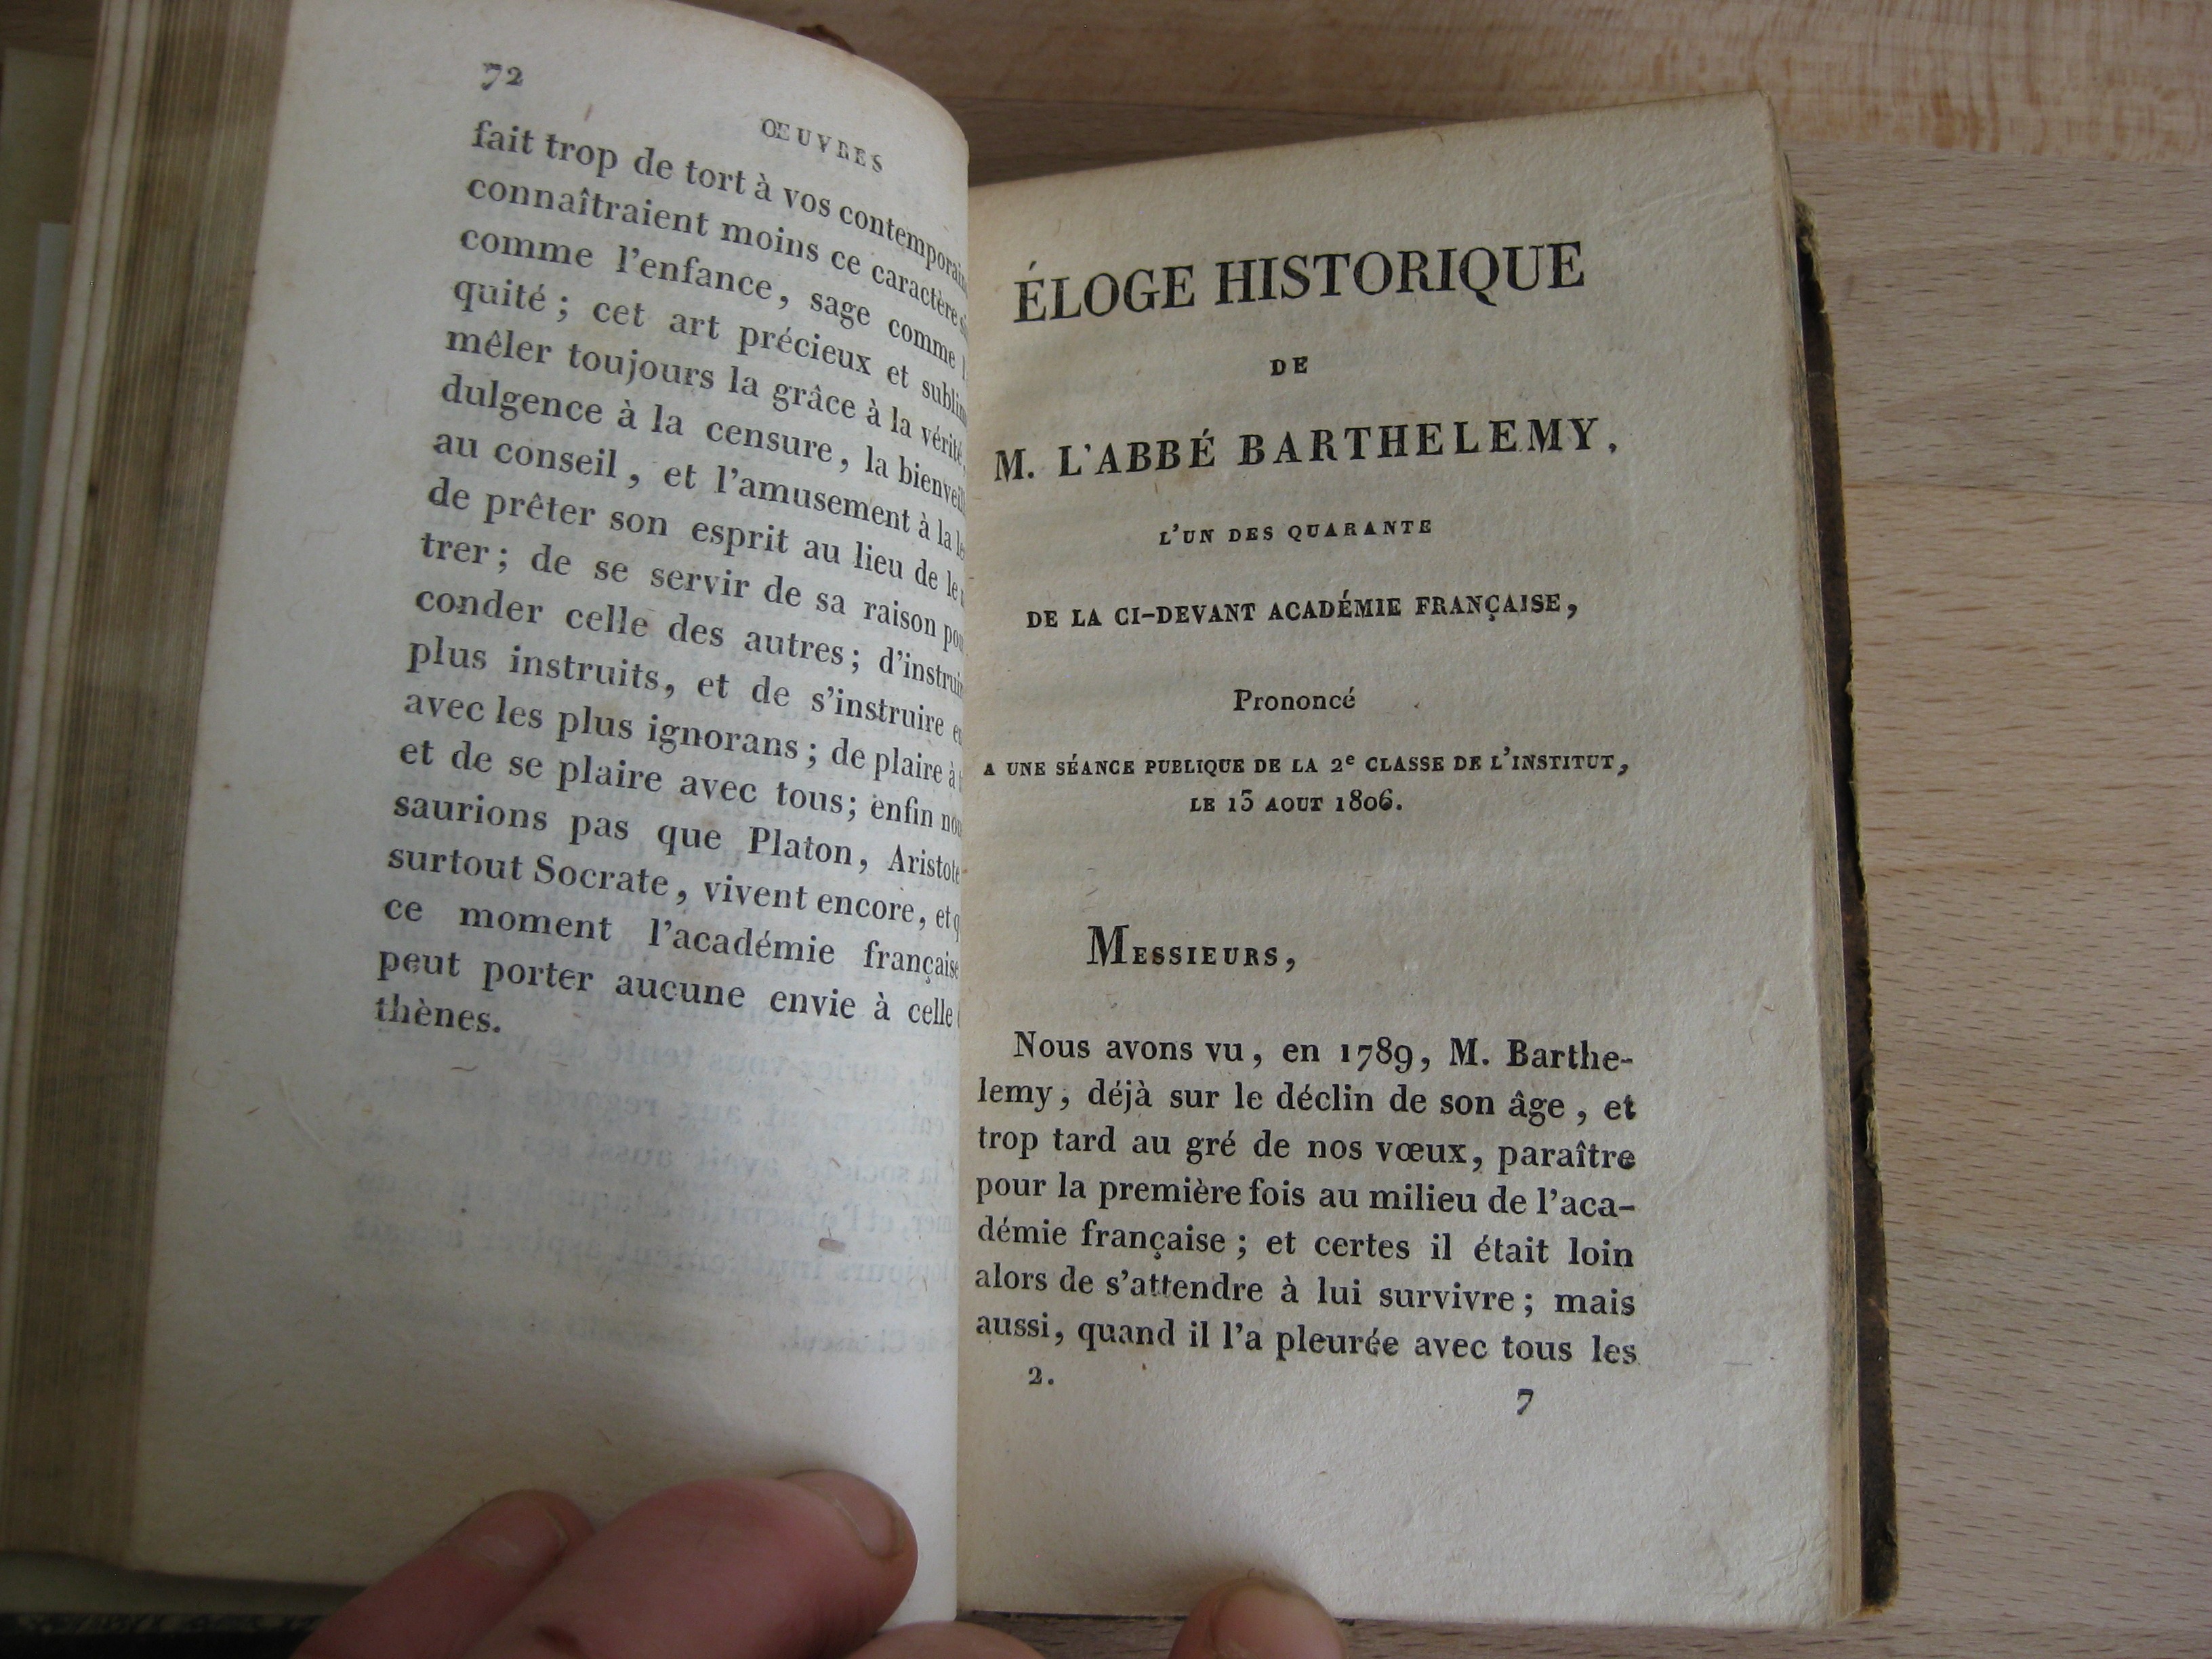 72
ŒUVRES
fait trop de tort à vos contemporain
connaîtraient moins ce caractère
comme l'enfance, sage comme l
quité; cet art précieux et sublim
mêler toujours la grâce à la vérité,
dulgence à la censure, la bienveil
au conseil, et l'amusement à la le
de prêter son esprit au lieu de le
trer; de se servir de sa raison pou
conder celle des autres; d'instrui
plus instruits, et de s'instruire e
avec les plus ignorans; de plaire à t
et de se plaire avec tous; enfin nou
saurions pas que Platon, Aristote
surtout Socrate, vivent encore, et q
ce moment l'académie française
peut porter aucune envie à celle
thènes.
ÉLOGE HISTORIQUE
DE
M. L'ABBÉ BARTHELEMY,
L'UN DES QUARANTE
DE LA CI-DEVANT ACADÉMIE FRANÇAISE,
Prononcé
A UNE SÉANCE PUBLIQUE DE LA 2e CLASSE DE L'INSTITUT,
LE 13 AOUT 1806.
MESSIEURS,
Nous avons vu, en 1789, M. Barthe-
lemy, déjà sur le déclin de son âge, et
trop tard au gré de nos vœux, paraître
pour la première fois au milieu de l'aca-
démie française; et certes il était loin
alors de s'attendre à lui survivre; mais
aussi, quand il l'a pleurée avec tous les
2.
7